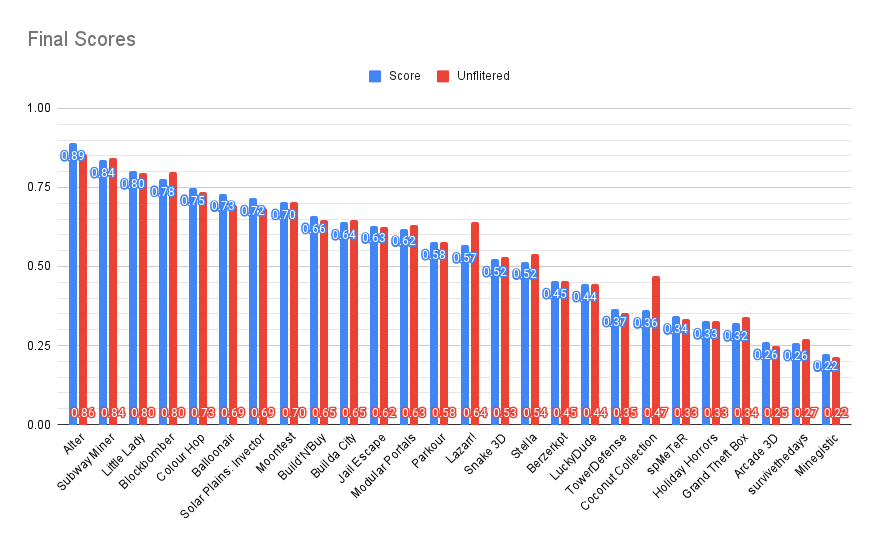 Final Scores
Score Unflitered
1.00
0.75
0.50
0.25
0.00
0.89 0.84 0.80 0.78 0.75 0.73 0.72 0.70 0.66 0.64 0.63 0.62 0.58 0.57 0.52 0.52 0.45 0.44 0.37 0.36 0.34 0.33 0.32 0.26 0.26 0.22
0.86 0.84 0.80 0.80 0.73 0.69 0.69 0.70 0.65 0.65 0.62 0.63 0.58 0.64 0.53 0.54 0.45 0.44 0.35 0.47 0.33 0.33 0.34 0.25 0.27 0.22
Alter
Subway Miner
Little Lady
Blockbomber
Colour Hop
Balloonair
Solar Plains: Invector
Moontest
Build'N'Buy
Builda City
Jail Escape
Modular Portals
Parkour
Lazarr!
Snake 3D
Stella
Berzerkpt
LuckyDude
TowerDefense
Coconut Collection
spMeTeR
Holiday Horrors
Grand Theft Box
Arcade 3D
survivethedays
Minegistic